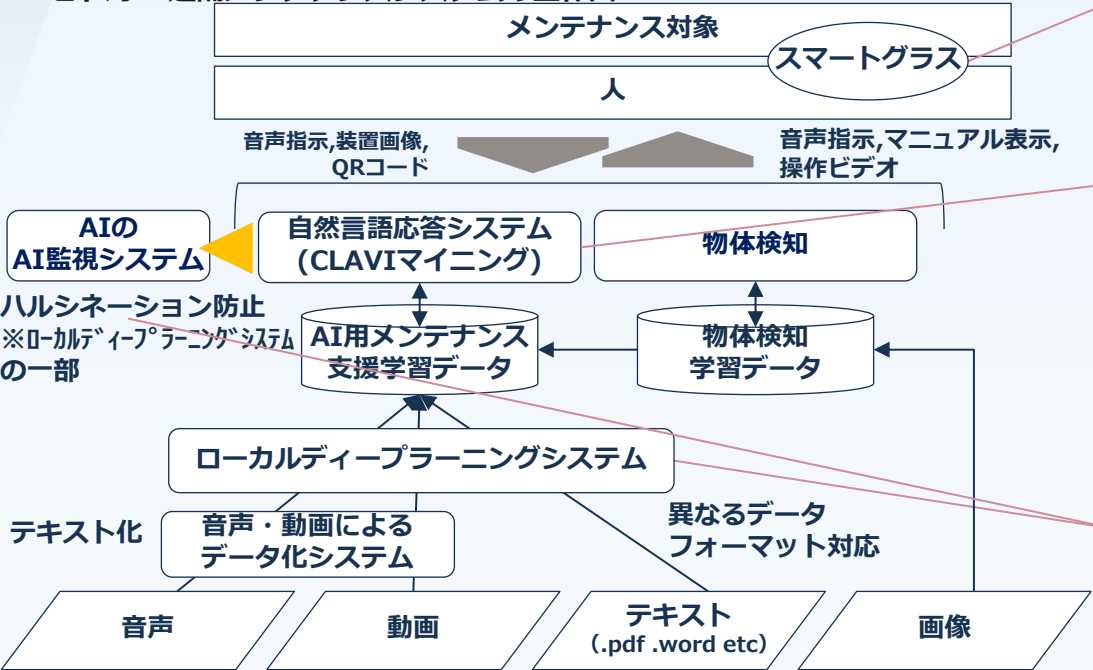 メンテナンス対象
スマートグラス
人
音声指示,装置画像,
QRコード
音声指示,マニュアル表示,
操作ビデオ
AIの
AI監視システム
自然言語応答システム
(CLAVIマイニング)
物体検知
ハルシネーション防止
※ﾛｰｶﾙﾃﾞｨｰﾌﾟﾗｰﾆﾝｸﾞｼｽﾃﾑ
の一部
AI用メンテナンス
支援学習データ
物体検知
学習データ
ローカルディープラーニングシステム
テキスト化
音声・動画による
データ化システム
異なるデータ
フォーマット対応
音声
動画
テキスト
（.pdf .word etc）
画像